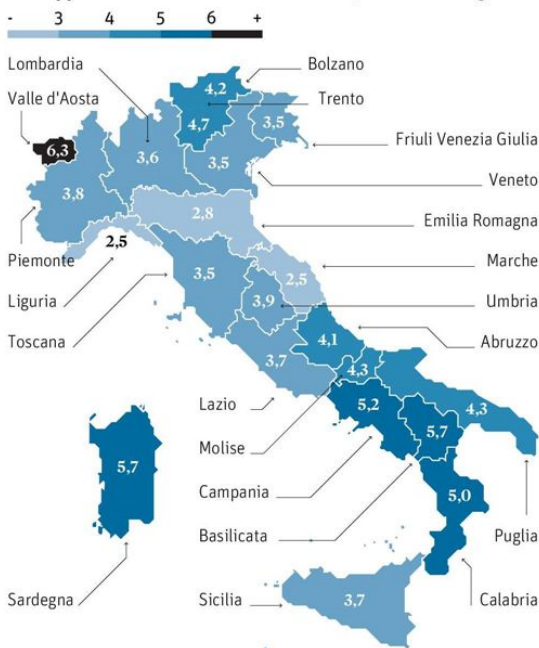 - 3 4 5 6 +
Lombardia
Bolzano
4,2
Valle d'Aosta
Trento
4,7
3,5
6,3
3,6
3,5
Friuli Venezia Giulia
3,8
Veneto
2,8
Emilia Romagna
2,5
Piemonte
Marche
3,5
2,5
Liguria
3,9
Umbria
Toscana
4,1
Abruzzo
3,7
4,3
Lazio
5,2
4,3
Molise
5,7
5,7
Campania
5,0
Basilicata
Puglia
Sardegna
Sicilia
3,7
Calabria